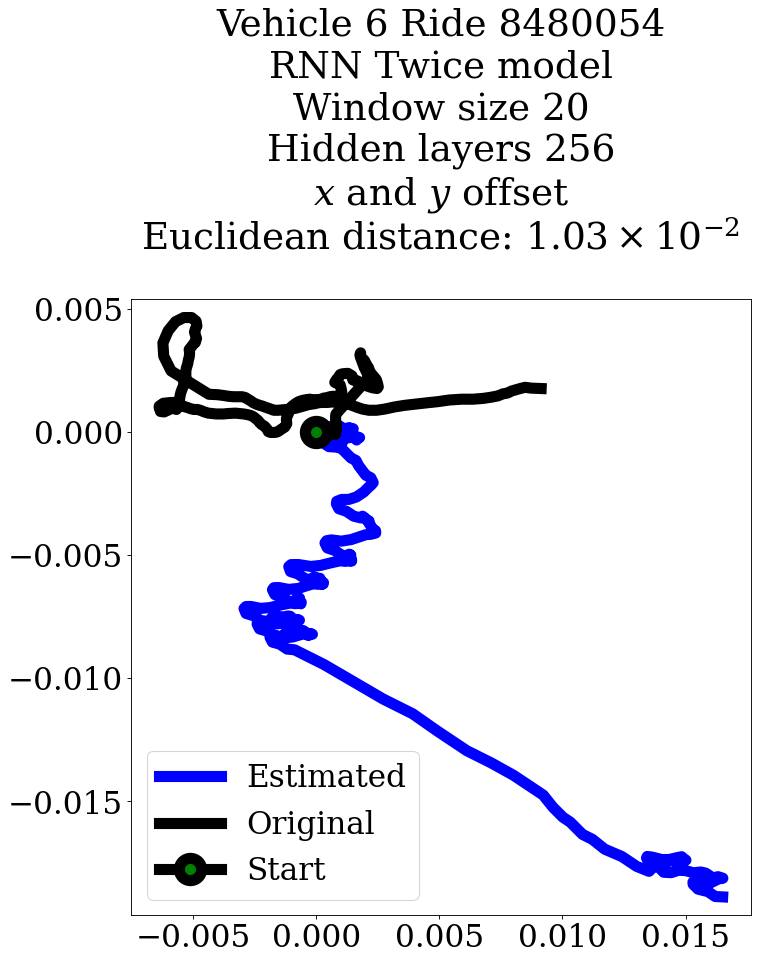 Vehicle 6 Ride 8480054
RNN Twice model
Window size 20
Hidden layers 256
x and y offset
Euclidean distance: 1.03 × 10⁻²
0.005
0.000
−0.005
−0.010
−0.015
Estimated
Original
Start
−0.005 0.000 0.005 0.010 0.015